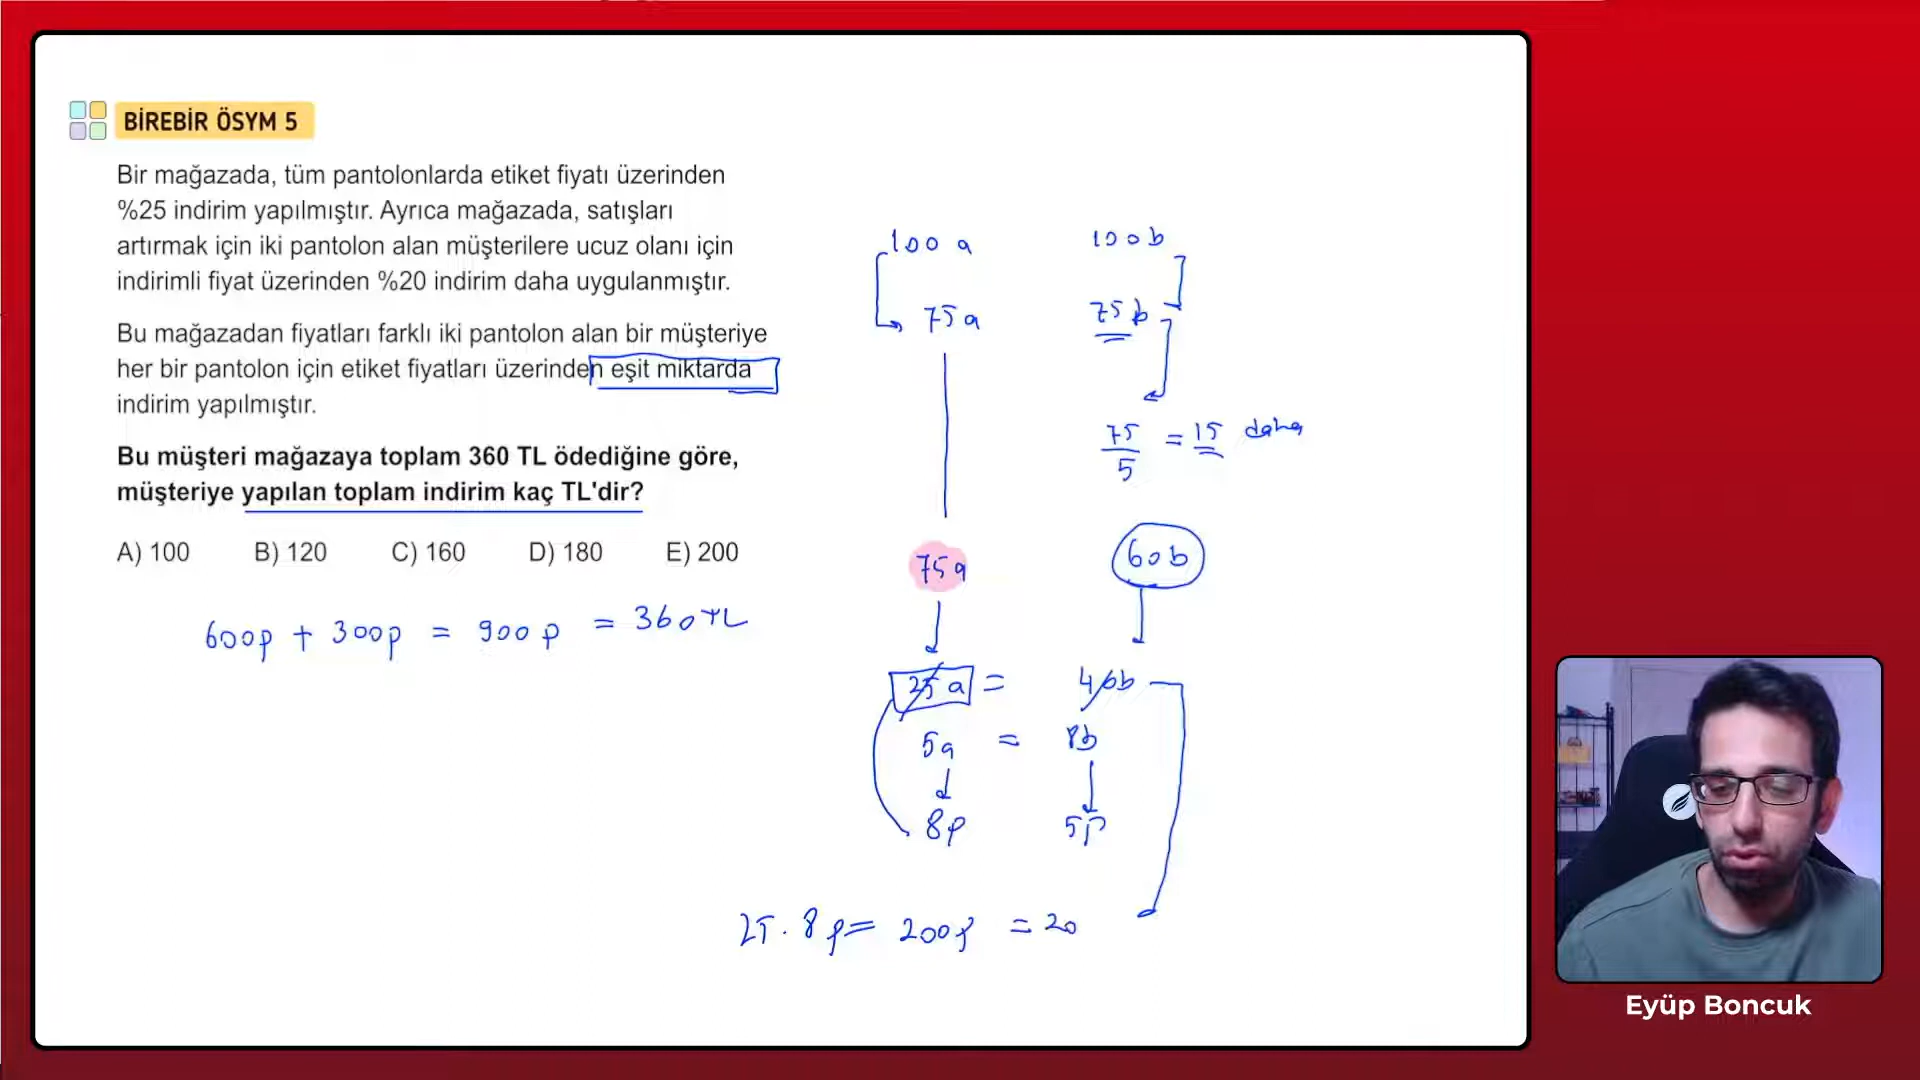 BİREBİR ÖSYM 5
Bir mağazada, tüm pantolonlarda etiket fiyatı üzerinden
%25 indirim yapılmıştır. Ayrıca mağazada, satışları
artırmak için iki pantolon alan müşterilere ucuz olanı için
indirimli fiyat üzerinden %20 indirim daha uygulanmıştır.
Bu mağazadan fiyatları farklı iki pantolon alan bir müşteriye
her bir pantolon için etiket fiyatları üzerinden eşit miktarda
indirim yapılmıştır.
Bu müşteri mağazaya toplam 360 TL ödediğine göre,
müşteriye yapılan toplam indirim kaç TL'dir?
A) 100 B) 120 C) 160 D) 180 E) 200
600p + 300p = 900p = 360 TL
100a 100b
75a 75b
75/5 = 15 daha
75a 60b
25a = 40b
5a = 8b
8p 5p
25.8p = 200p = 20
Eyüp Boncuk